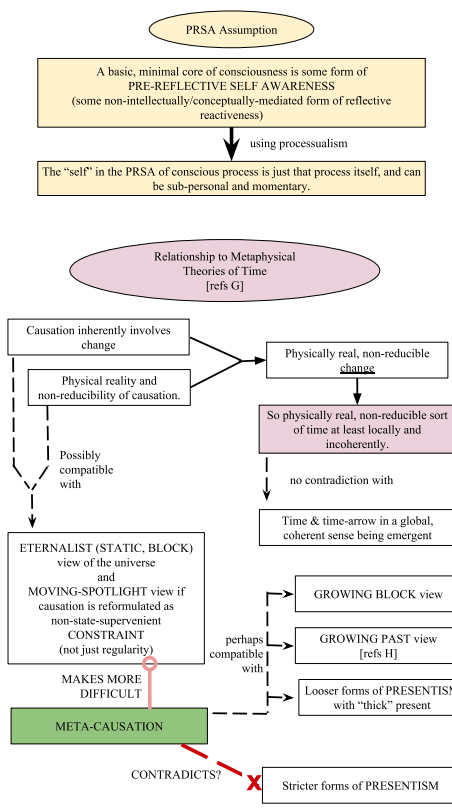 PRSA Assumption
A basic, minimal core of consciousness is some form of
PRE-REFLECTIVE SELF AWARENESS
(some non-intellectually/conceptually-mediated form of reflective
reactiveness)
using processualism
The “self” in the PRSA of conscious process is just that process itself, and can
be sub-personal and momentary.
Relationship to Metaphysical
Theories of Time
[refs G]
Causation inherently involves
change
Physical reality and
non-reducibility of causation.
Physically real, non-reducible
change
So physically real, non-reducible sort
of time at least locally and
incoherently.
Possibly
compatible
with
no contradiction with
Time & time-arrow in a global,
coherent sense being emergent
ETERNALIST (STATIC, BLOCK)
view of the universe
and
MOVING-SPOTLIGHT view if
causation is reformulated as
non-state-supervenient
CONSTRAINT
(not just regularity)
perhaps
compatible
with
GROWING BLOCK view
GROWING PAST view
[refs H]
Looser forms of PRESENTISM
with “thick” present
MAKES MORE
DIFFICULT
META-CAUSATION
CONTRADICTS?
X
Stricter forms of PRESENTISM